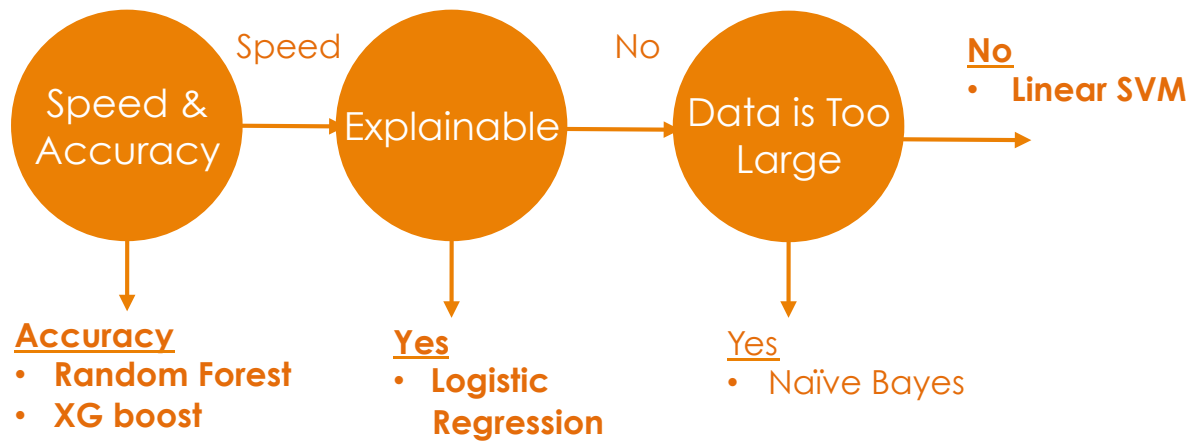 Speed &
Accuracy
Speed
Explainable
No
Data is Too
Large
No
• Linear SVM
Accuracy
• Random Forest
• XG boost
Yes
• Logistic
Regression
Yes
• Naïve Bayes